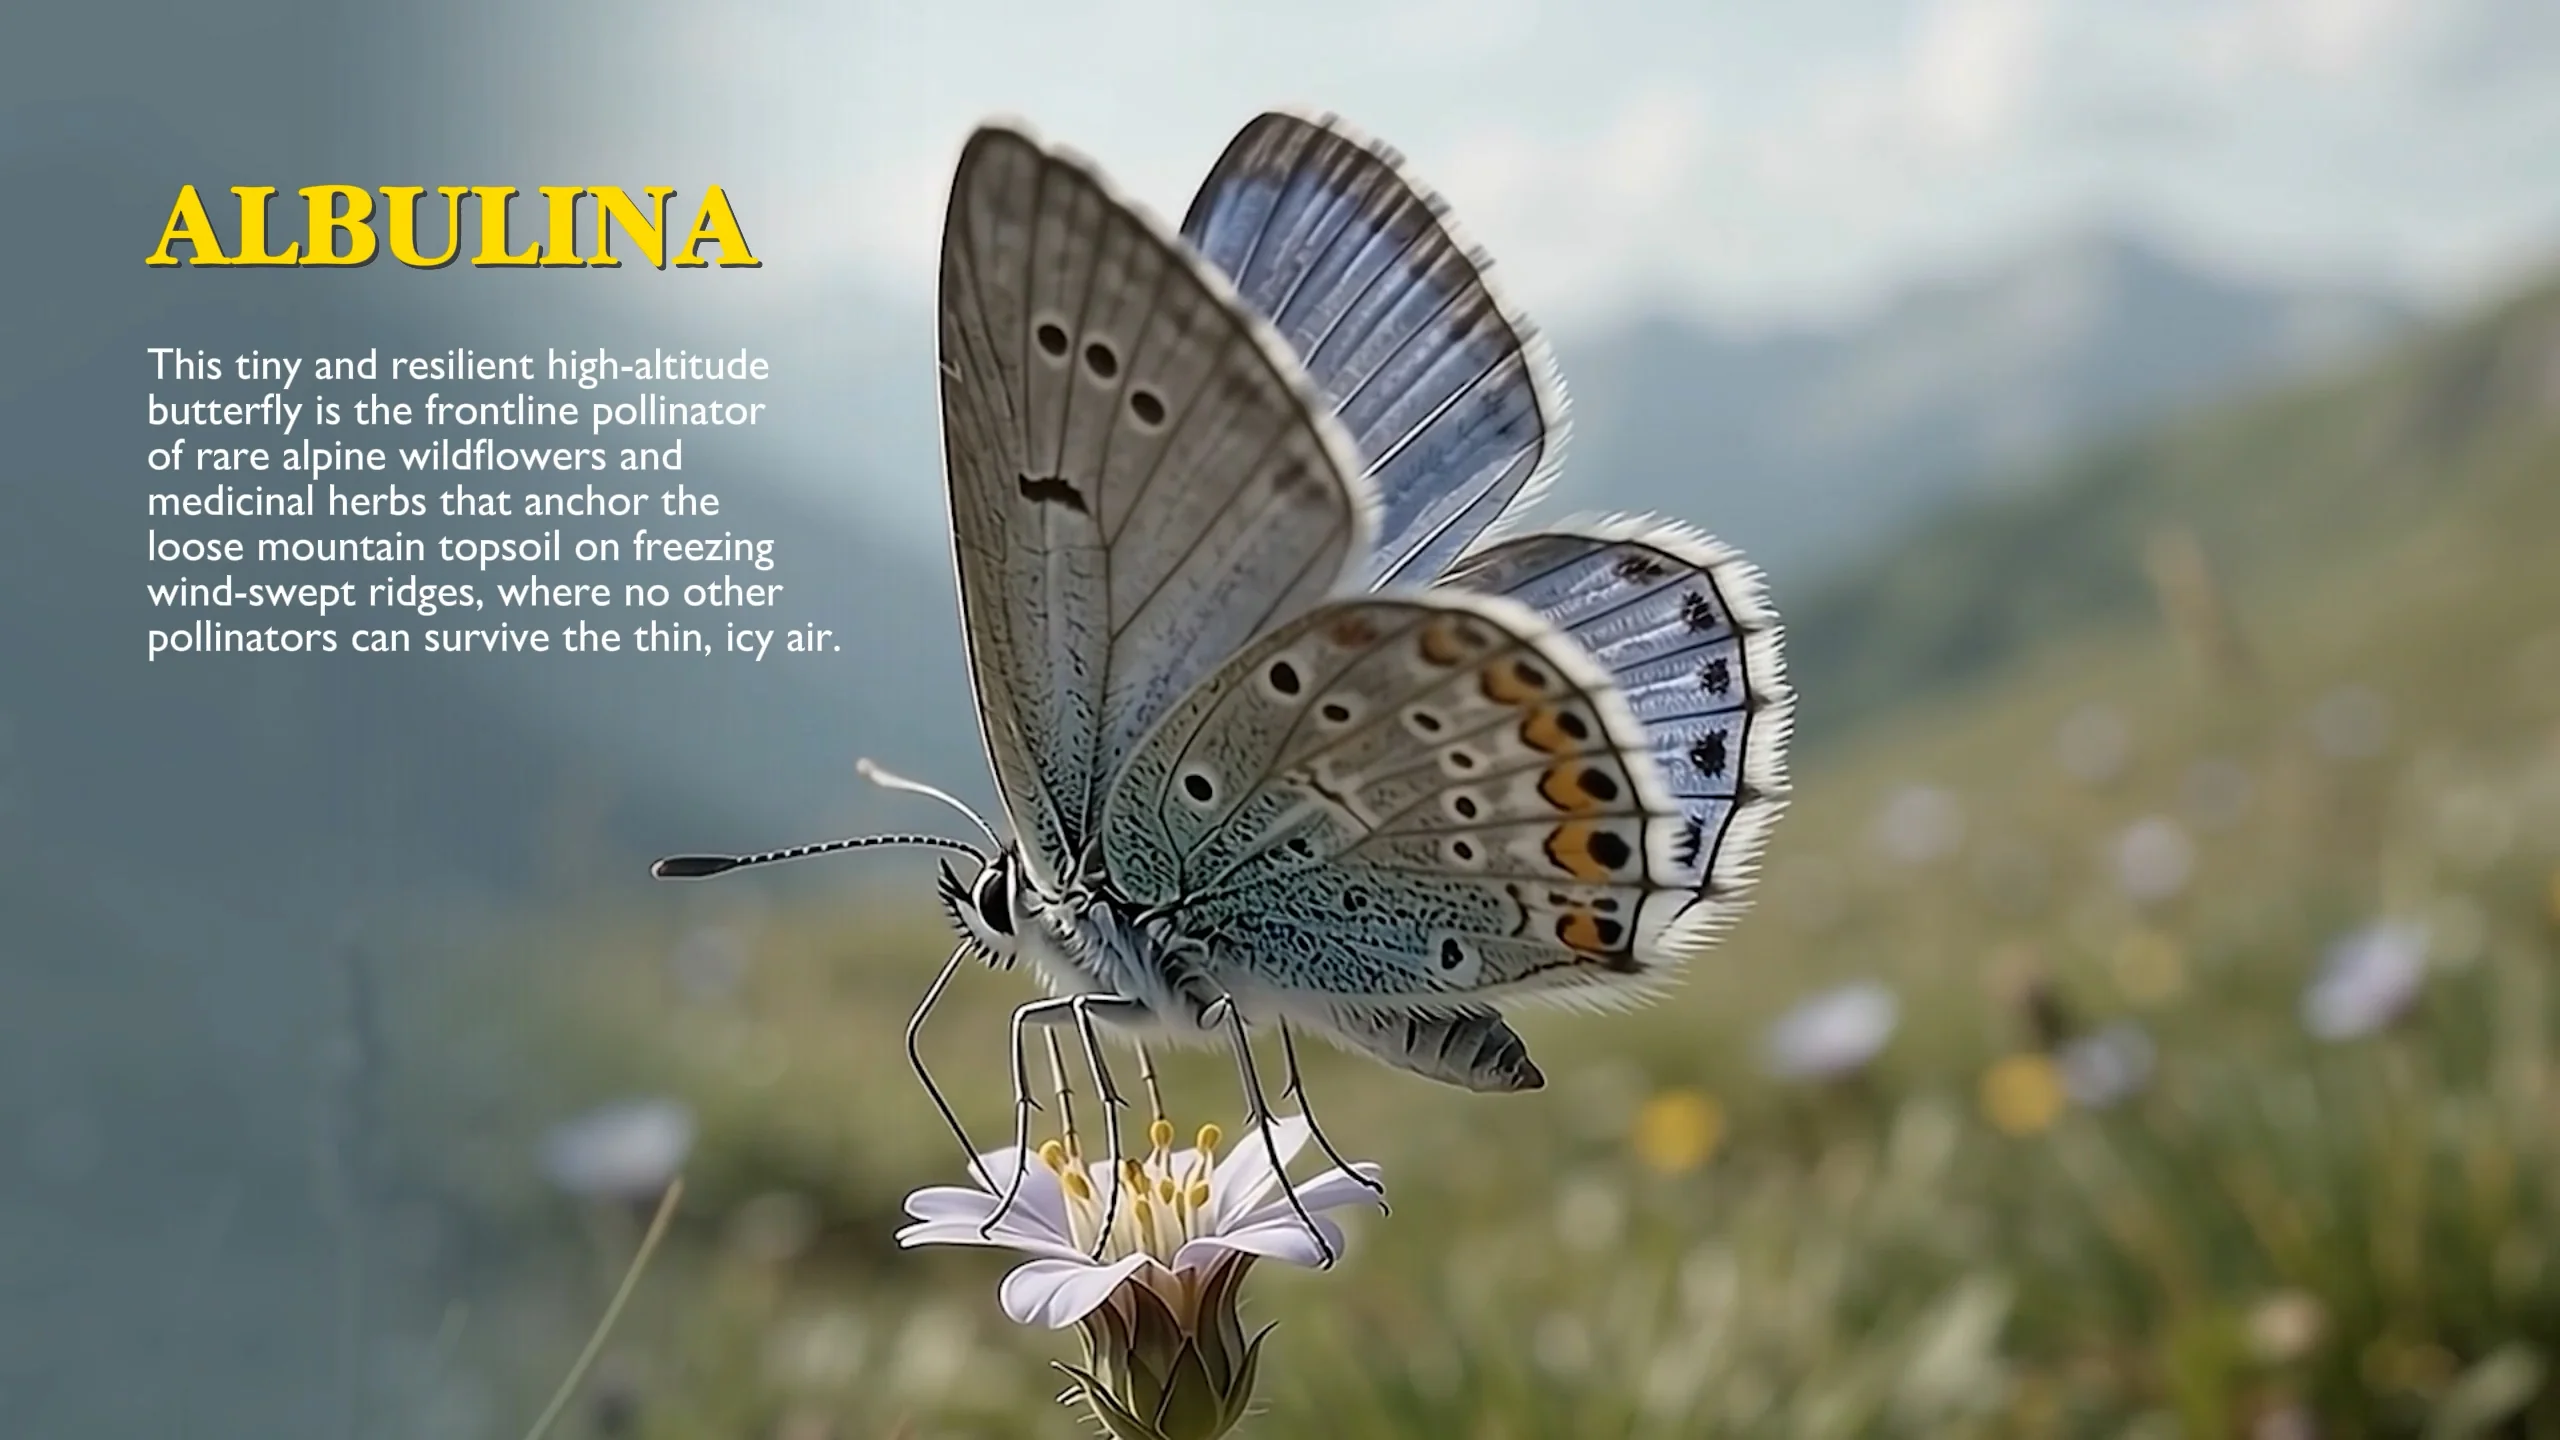 ALBULINA
This tiny and resilient high-altitude
butterfly is the frontline pollinator
of rare alpine wildflowers and
medicinal herbs that anchor the
loose mountain topsoil on freezing
wind-swept ridges, where no other
pollinators can survive the thin, icy air.